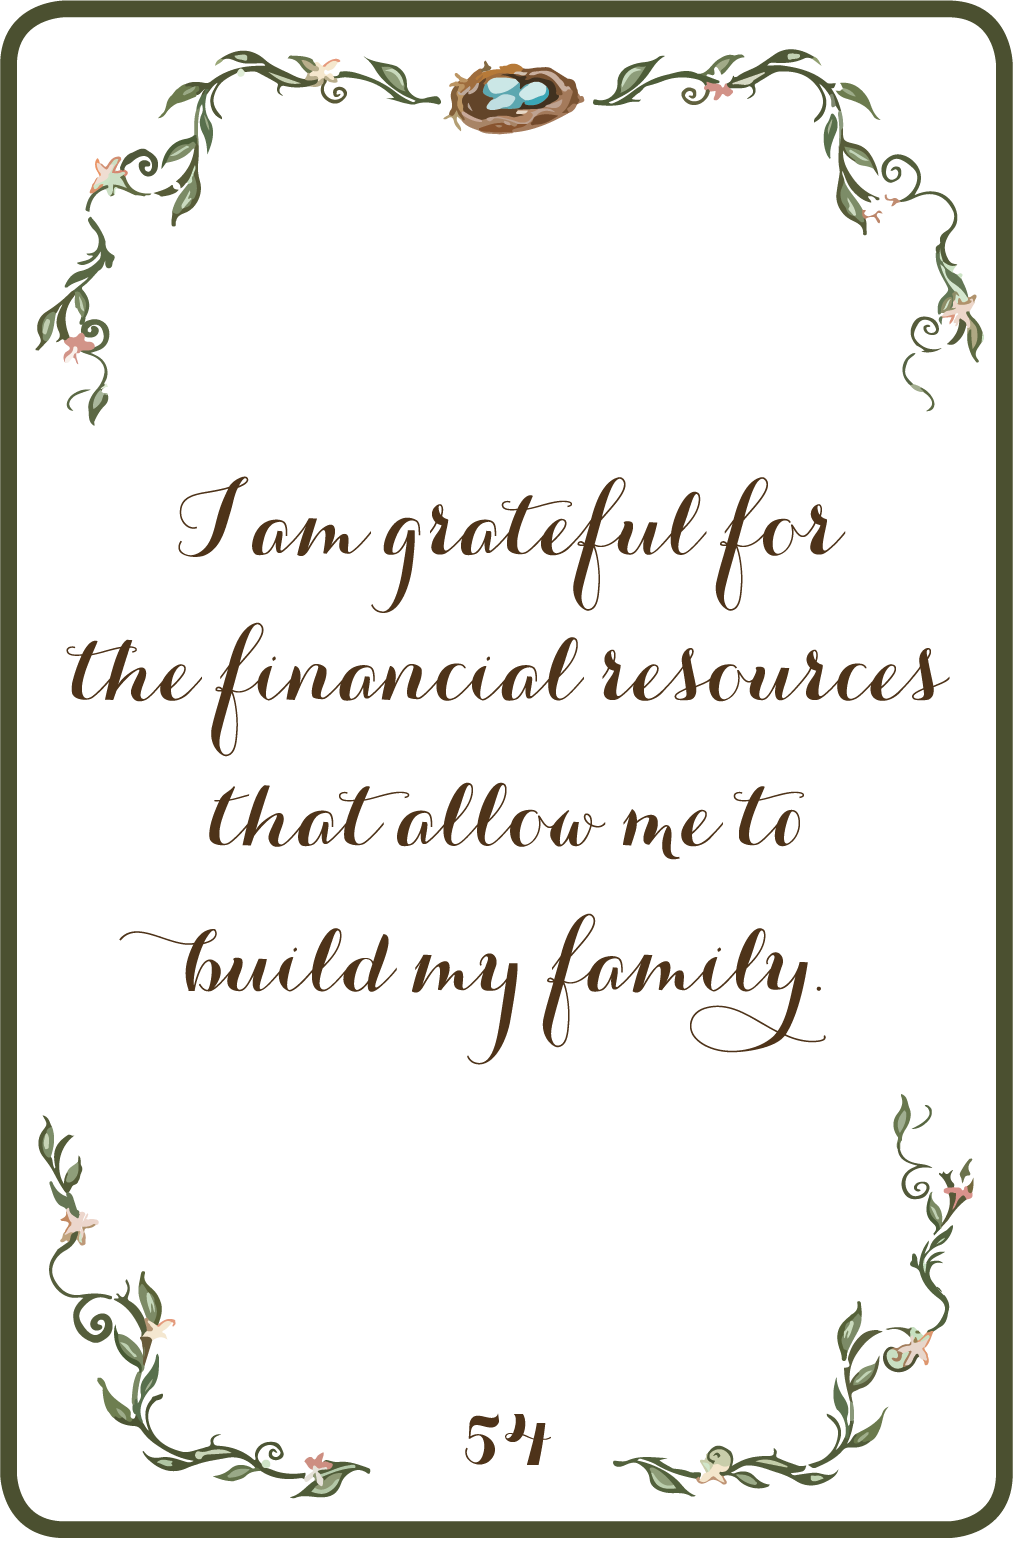 I am grateful for
the financial resources
that allow me to
build my family.
54